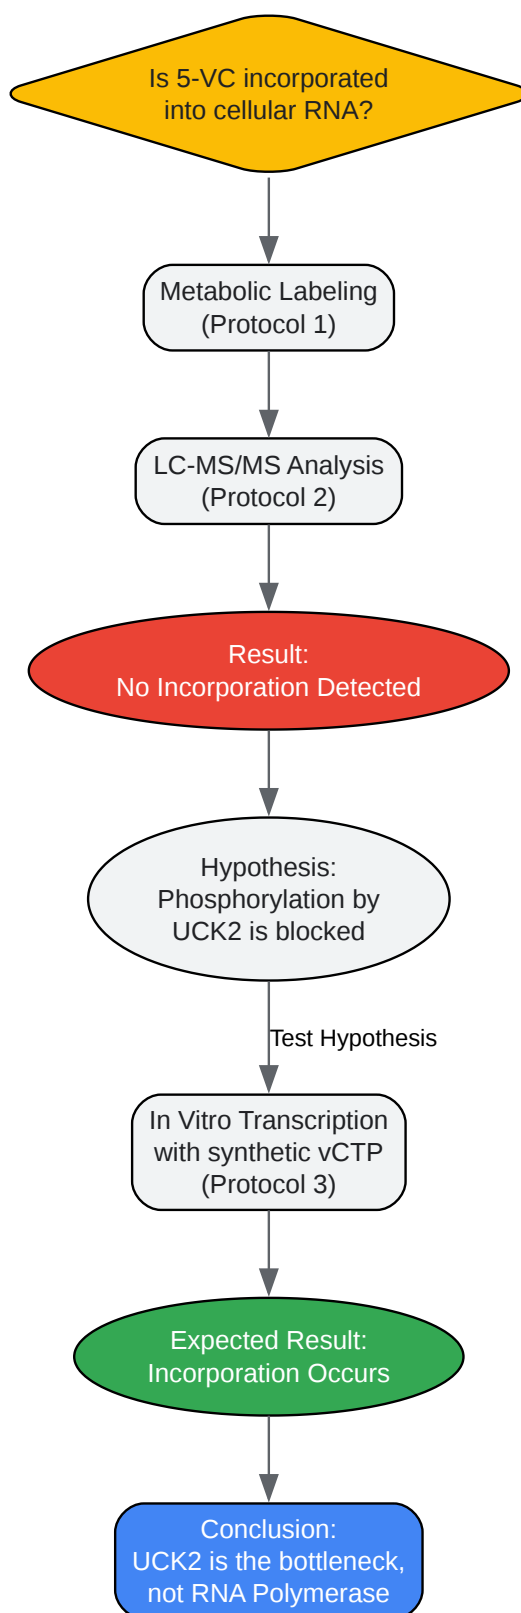 Is 5-VC incorporated
into cellular RNA?
Metabolic Labeling
(Protocol 1)
LC-MS/MS Analysis
(Protocol 2)
Result:
No Incorporation Detected
Hypothesis:
Phosphorylation by
UCK2 is blocked
Test Hypothesis
In Vitro Transcription
with synthetic vCTP
(Protocol 3)
Expected Result:
Incorporation Occurs
Conclusion:
UCK2 is the bottleneck,
not RNA Polymerase